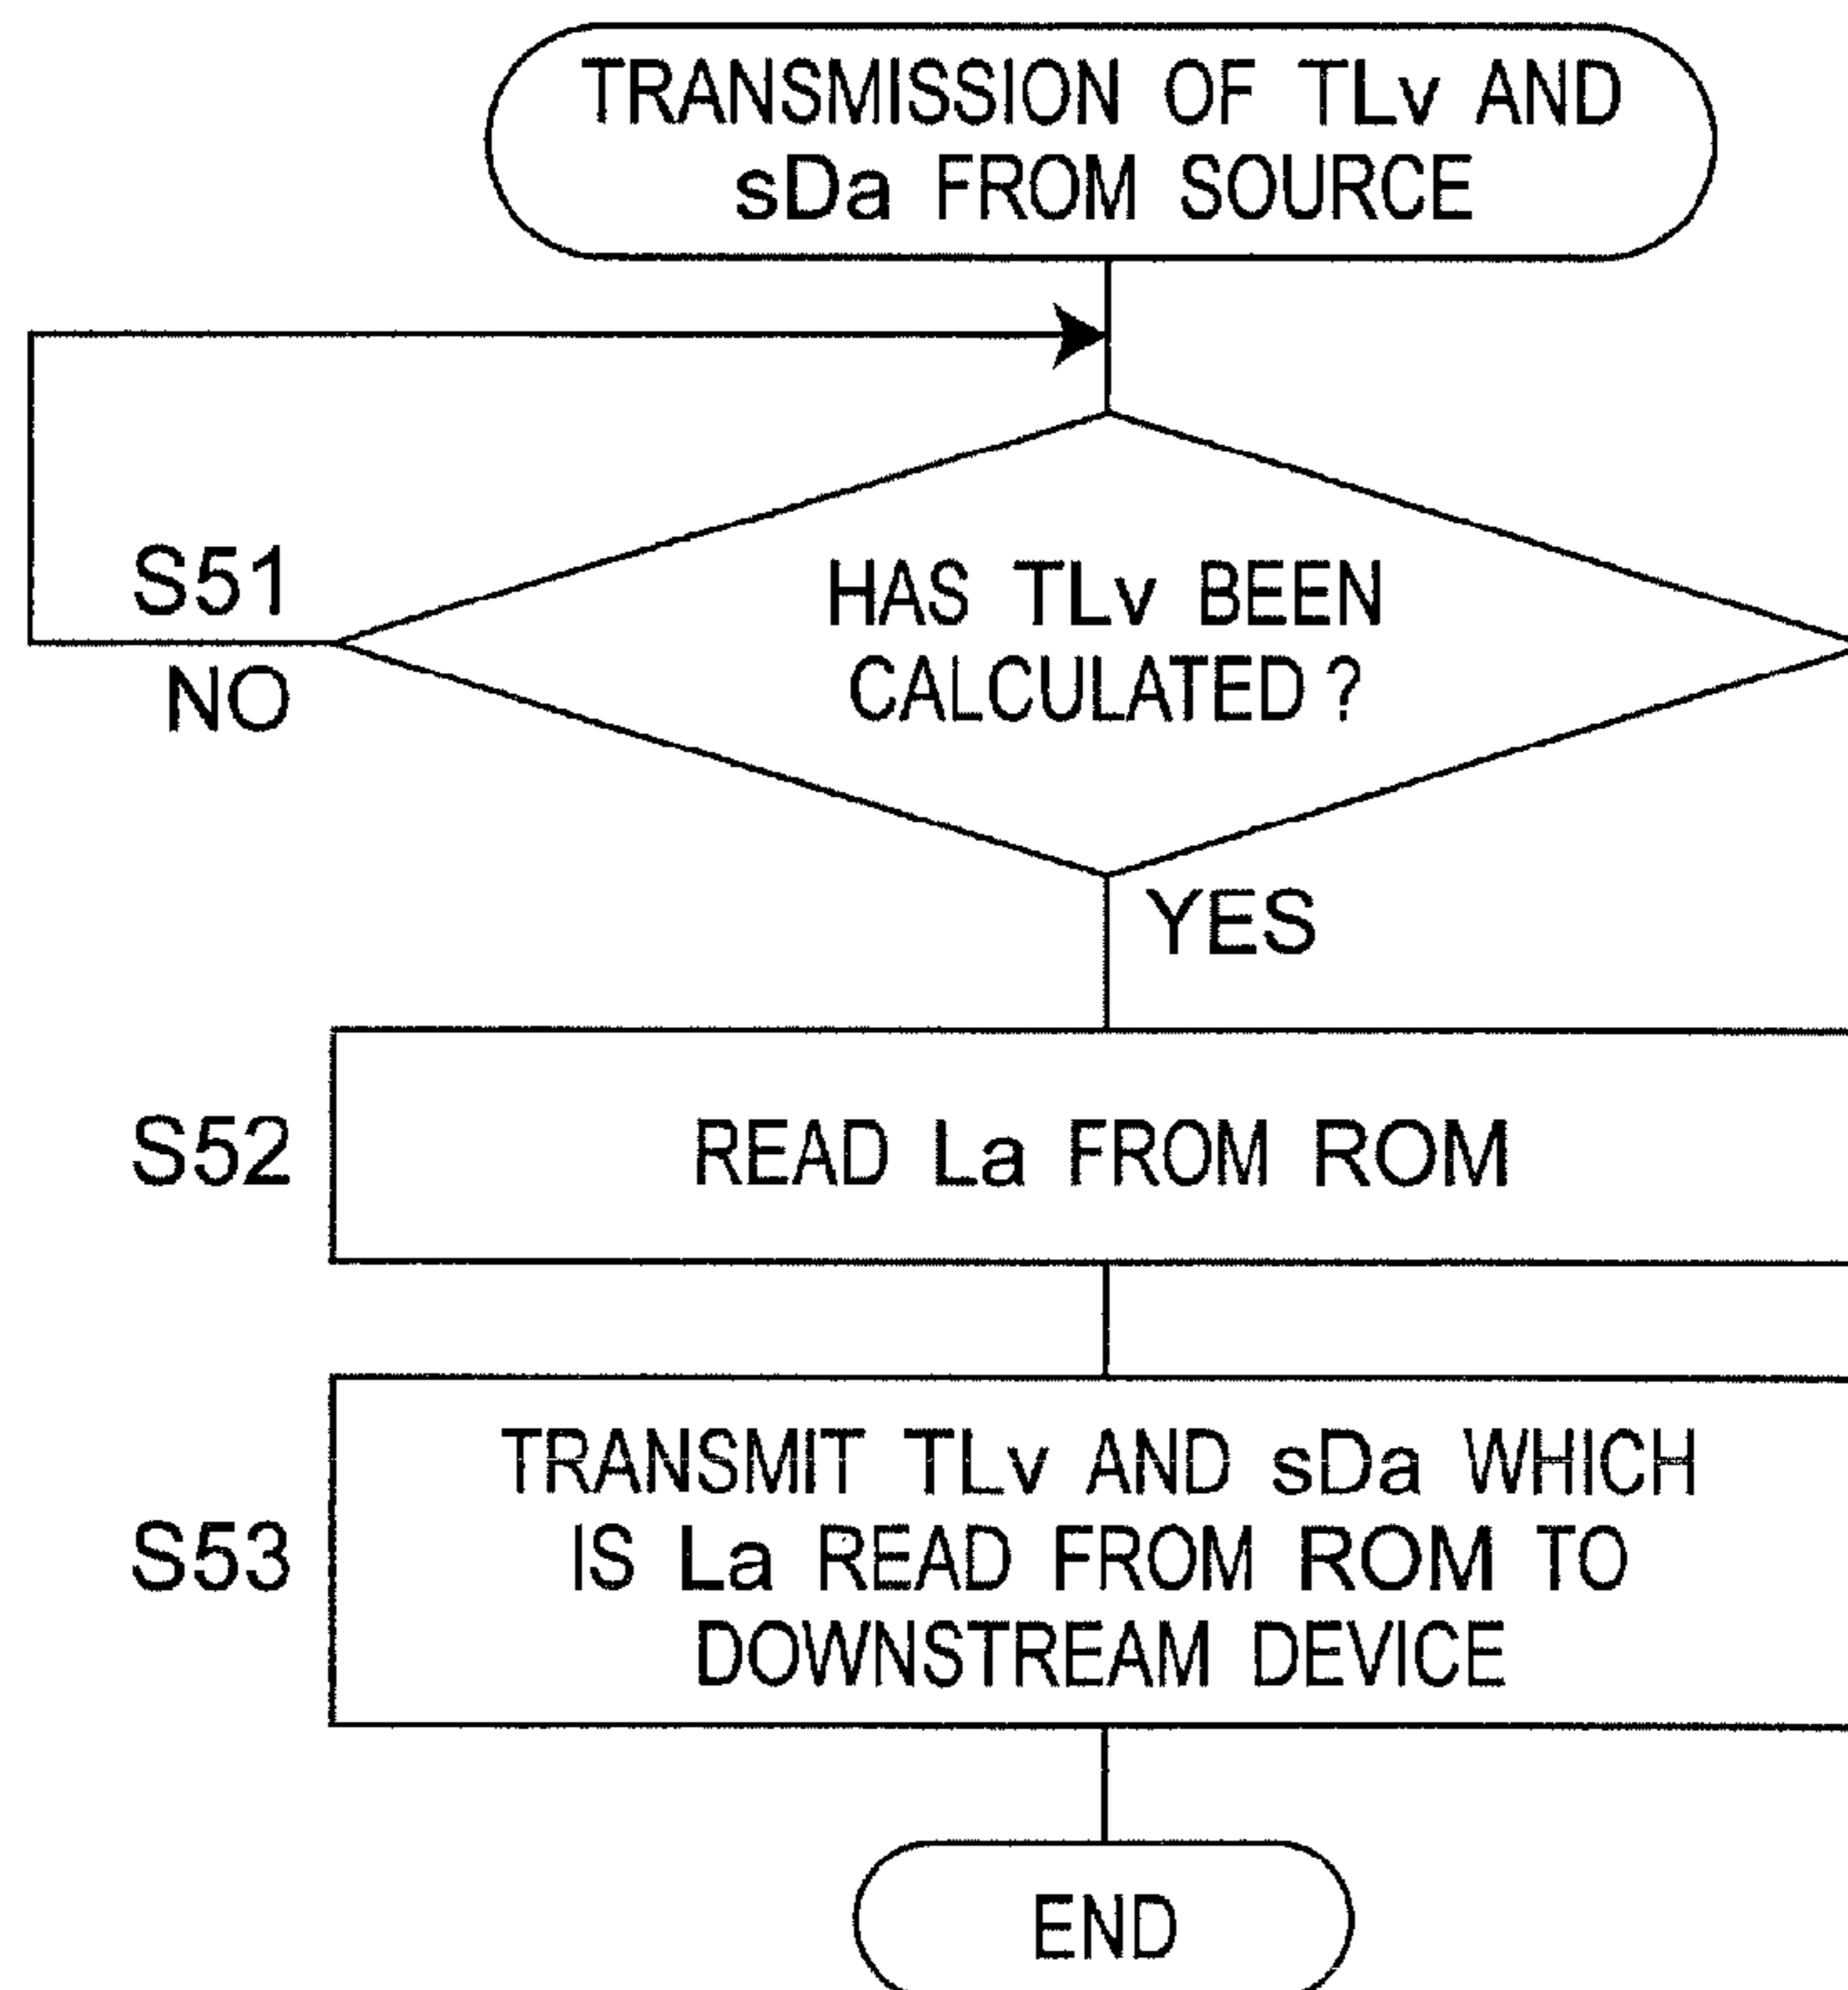 TRANSMISSION OF TLv AND
sDa FROM SOURCE
S51
NO
HAS TLv BEEN
CALCULATED ?
YES
S52
READ La FROM ROM
S53
TRANSMIT TLv AND sDa WHICH
IS La READ FROM ROM TO
DOWNSTREAM DEVICE
END